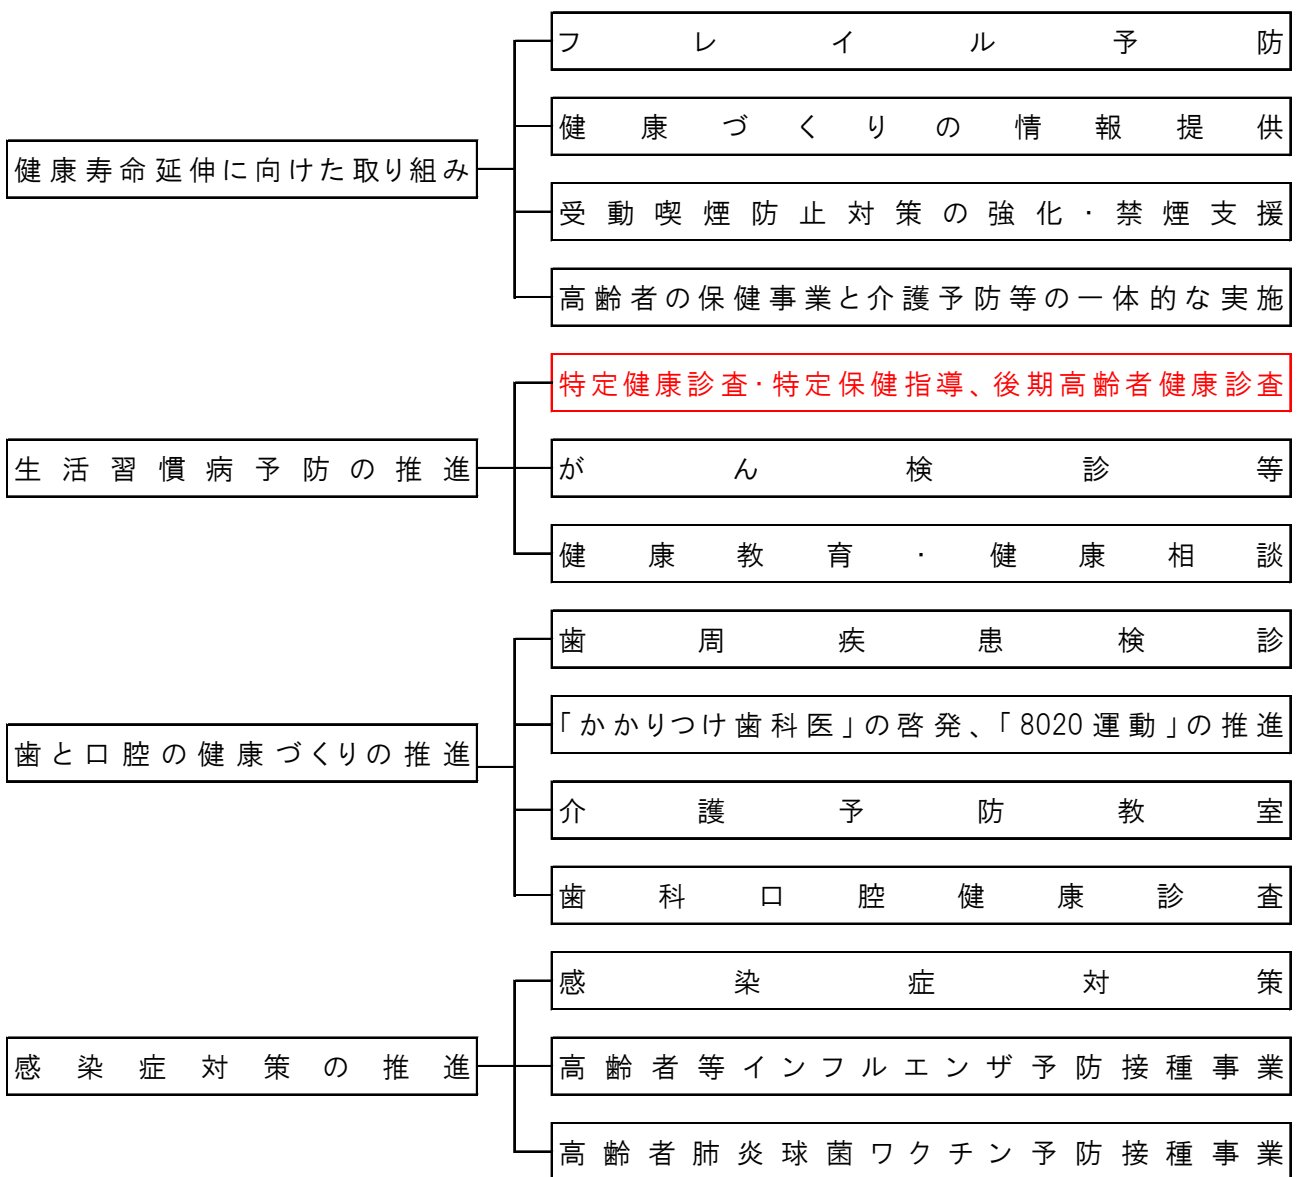 健康寿命延伸に向けた取り組み
フレイル予防
健康づくりの情報提供
受動喫煙防止対策の強化・禁煙支援
高齢者の保健事業と介護予防等の一体的な実施
生活習慣病予防の推進
特定健康診査・特定保健指導、後期高齢者健康診査
がん検診等
健康教育・健康相談
歯と口腔の健康づくりの推進
歯周疾患検診
「かかりつけ歯科医」の啓発、「8020運動」の推進
介護予防教室
歯科口腔健康診査
感染症対策の推進
感染症対策
高齢者等インフルエンザ予防接種事業
高齢者肺炎球菌ワクチン予防接種事業